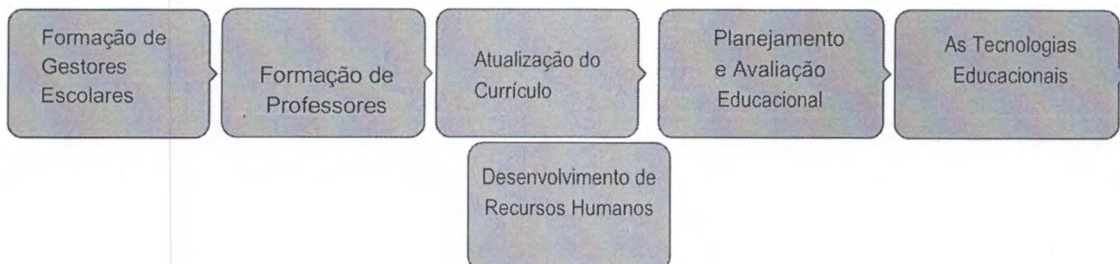 Formação de
Gestores
Escolares
Formação de
Professores
Atualização do
Currículo
Planejamento
e Avaliação
Educacional
As Tecnologias
Educacionais
Desenvolvimento de
Recursos Humanos